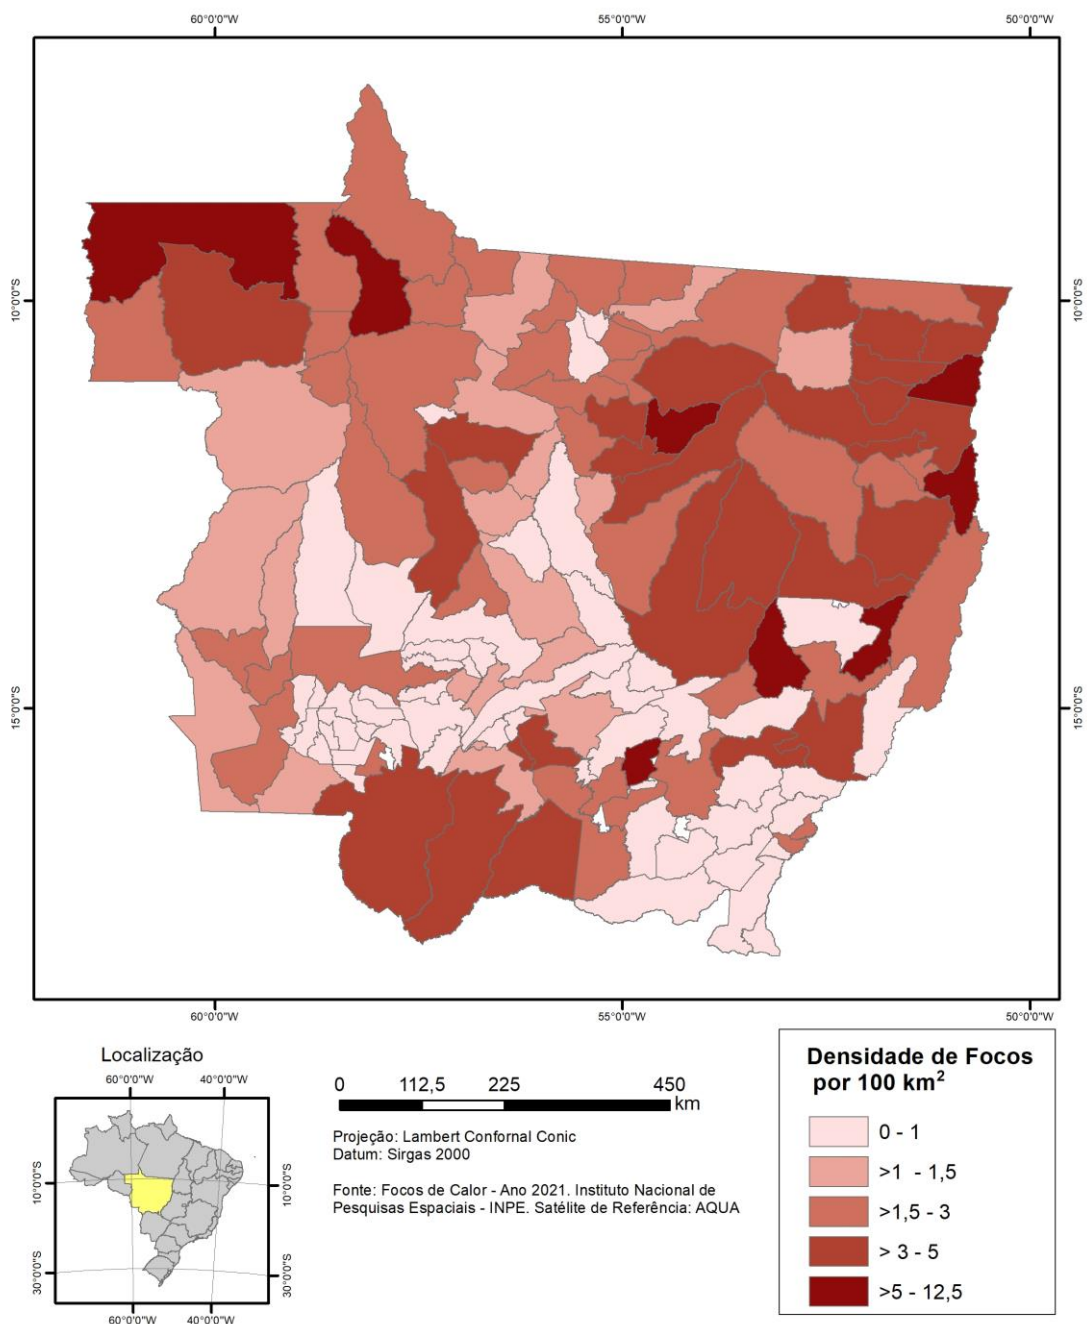 60°0'0"W 55°0'0"W 50°0'0"W
10°0'0"S 10°0'0"S
15°0'0"S 15°0'0"S
60°0'0"W 55°0'0"W 50°0'0"W
Localização
60°0'0"W 40°0'0"W
10°0'0"S 10°0'0"S
30°0'0"S 30°0'0"S
60°0'0"W 40°0'0"W
0 112,5 225 450
km
Projeção: Lambert Confornal Conic
Datum: Sirgas 2000
Fonte: Focos de Calor - Ano 2021. Instituto Nacional de
Pesquisas Espaciais - INPE. Satélite de Referência: AQUA
Densidade de Focos
por 100 km²
0 - 1
>1 - 1,5
>1,5 - 3
> 3 - 5
>5 - 12,5